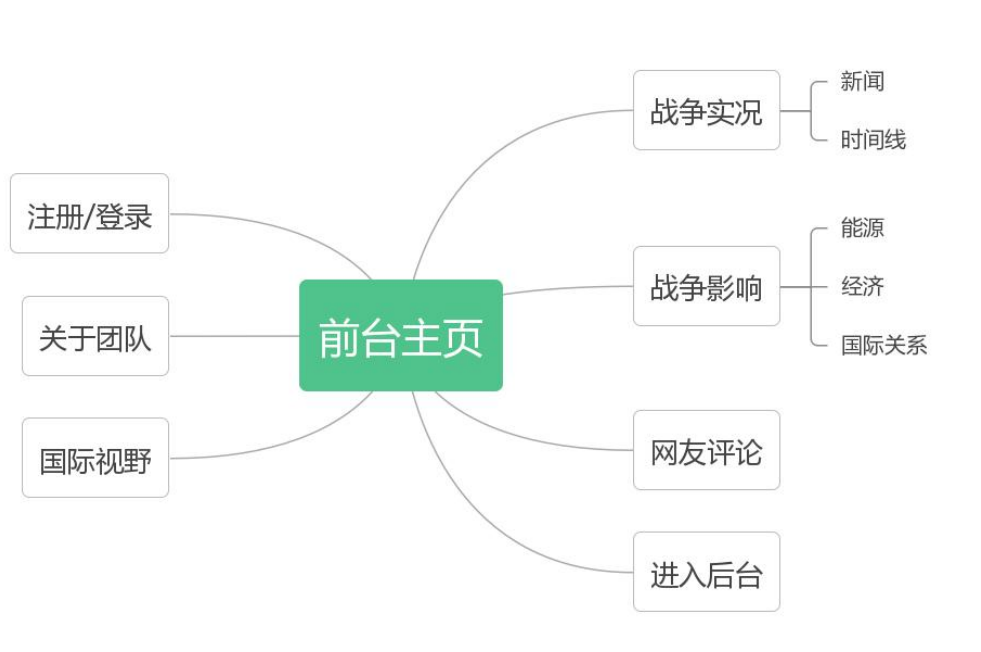 前台主页
战争实况
新闻
时间线
战争影响
能源
经济
国际关系
网友评论
进入后台
注册/登录
关于团队
国际视野